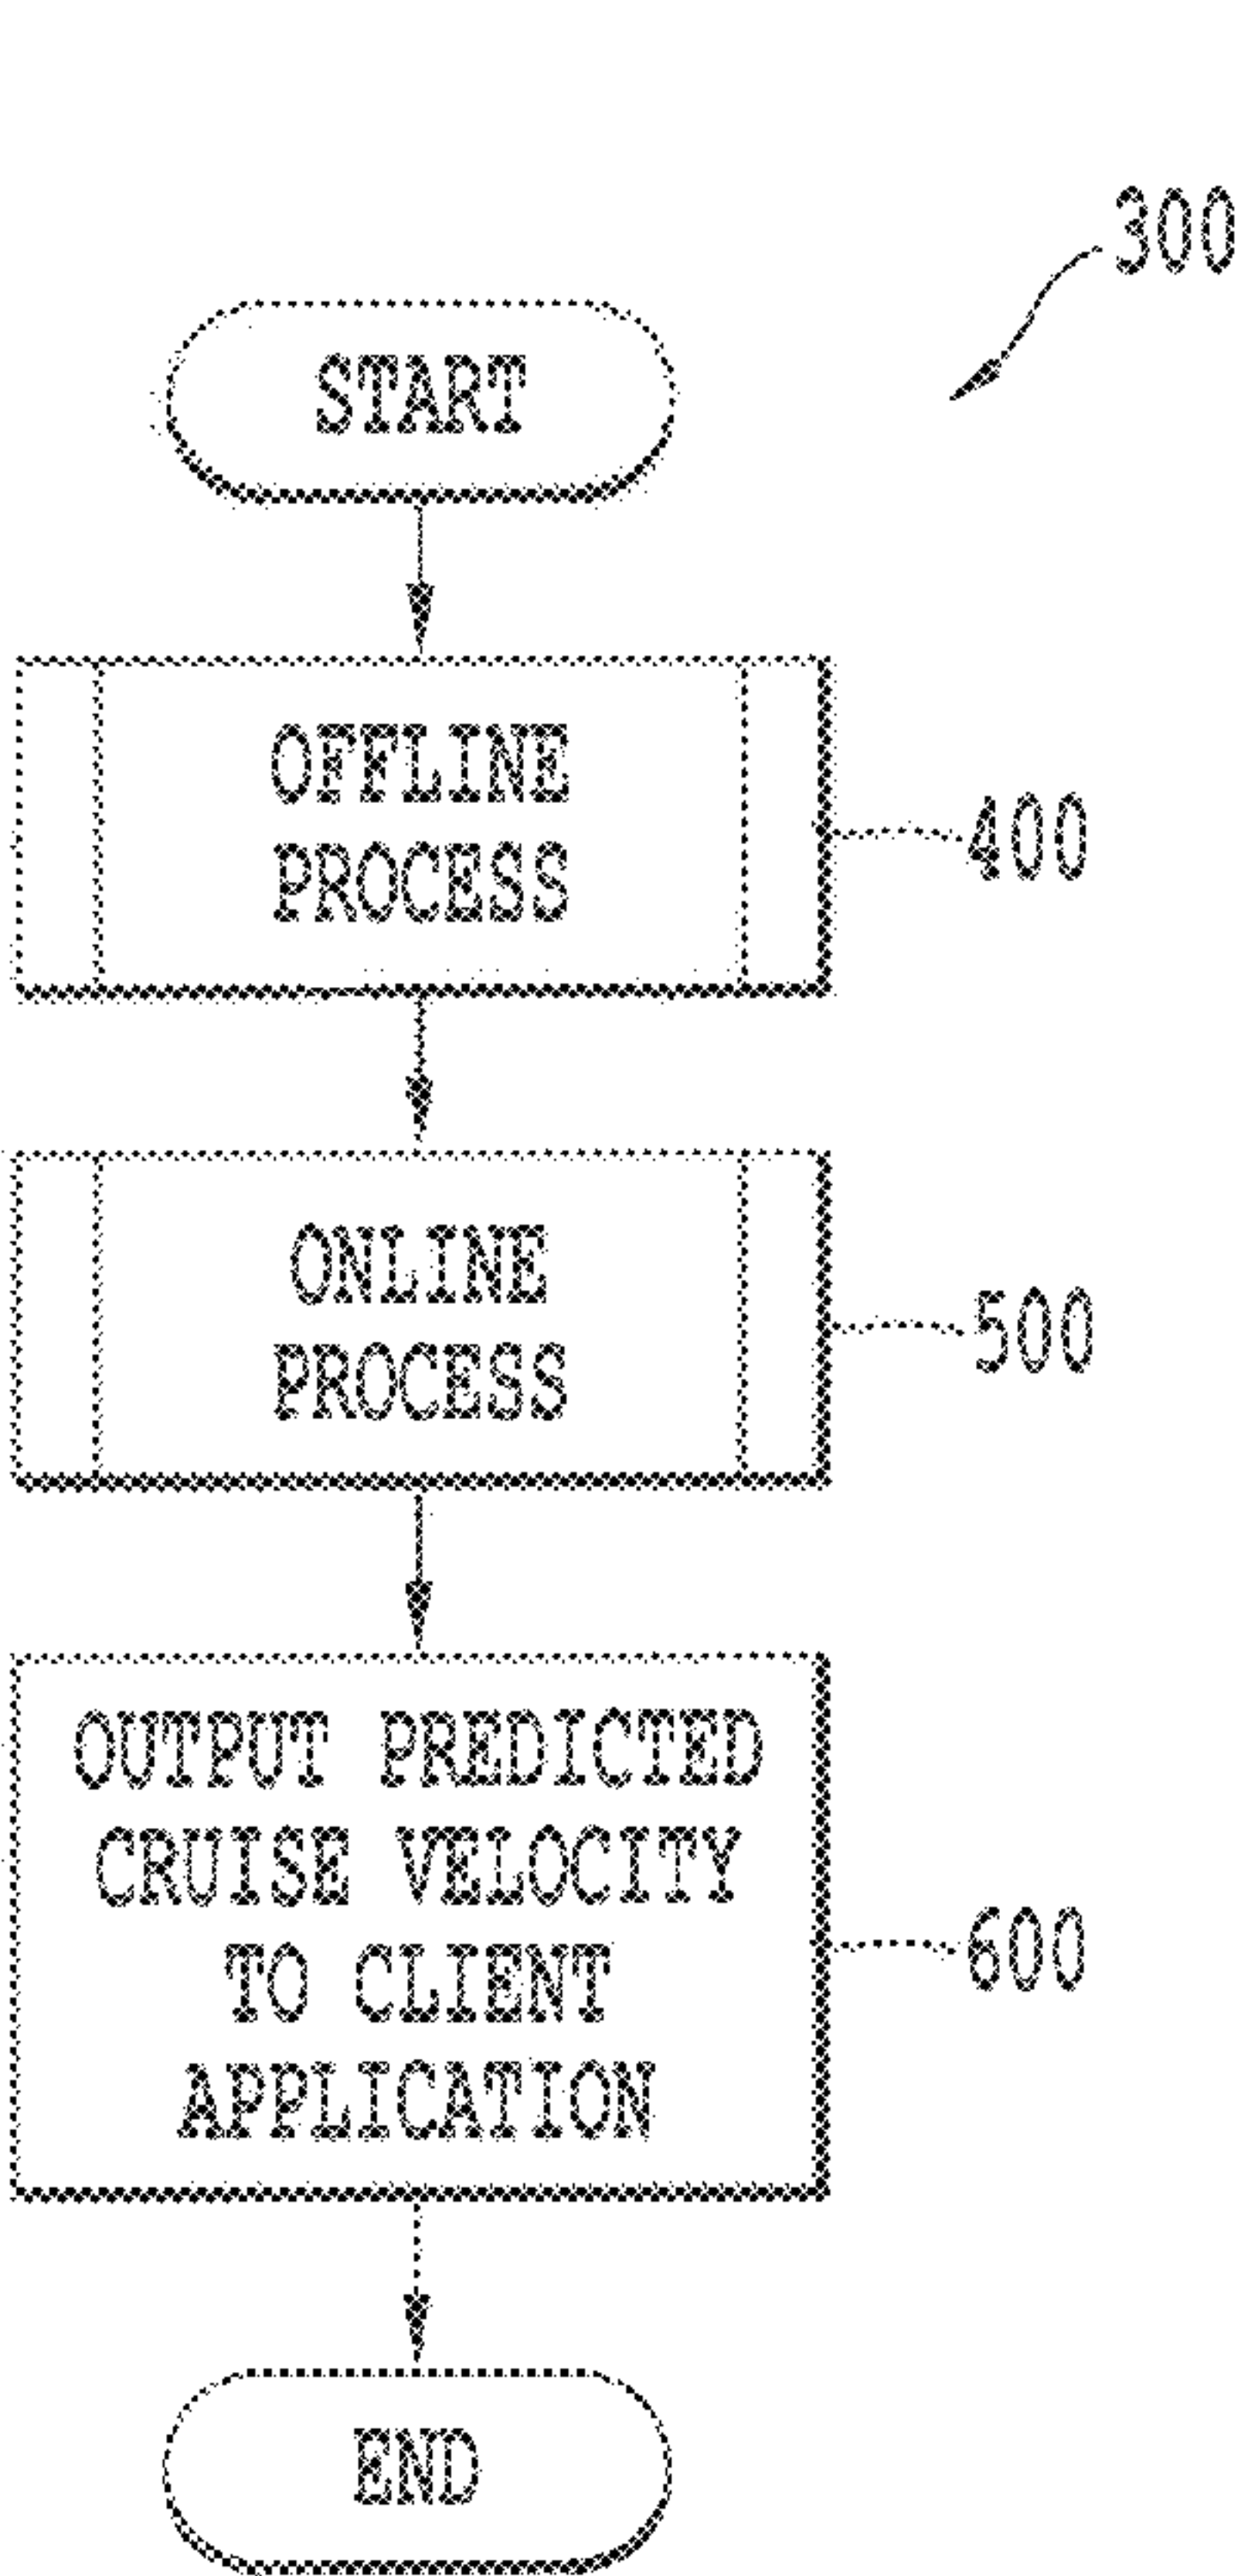 300
START
OFFLINE
PROCESS
400
ONLINE
PROCESS
500
OUTPUT PREDICTED
CRUISE VELOCITY
TO CLIENT
APPLICATION
600
END